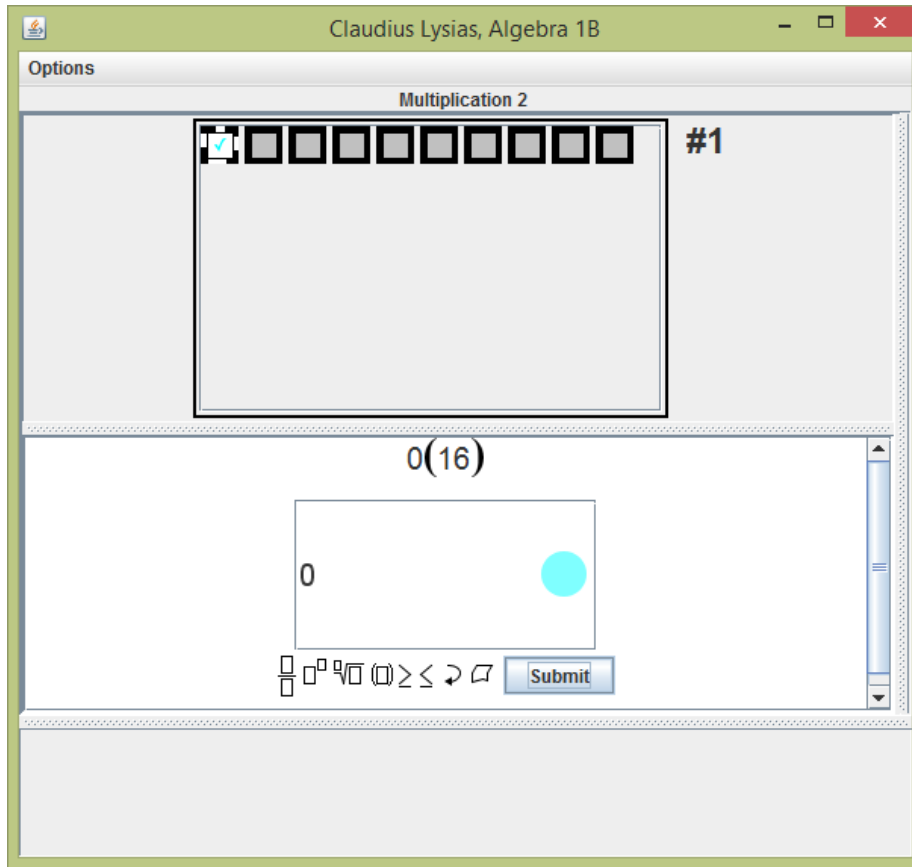 Claudius Lysias, Algebra 1B
Options
Multiplication 2
#1
0(16)
0
Submit